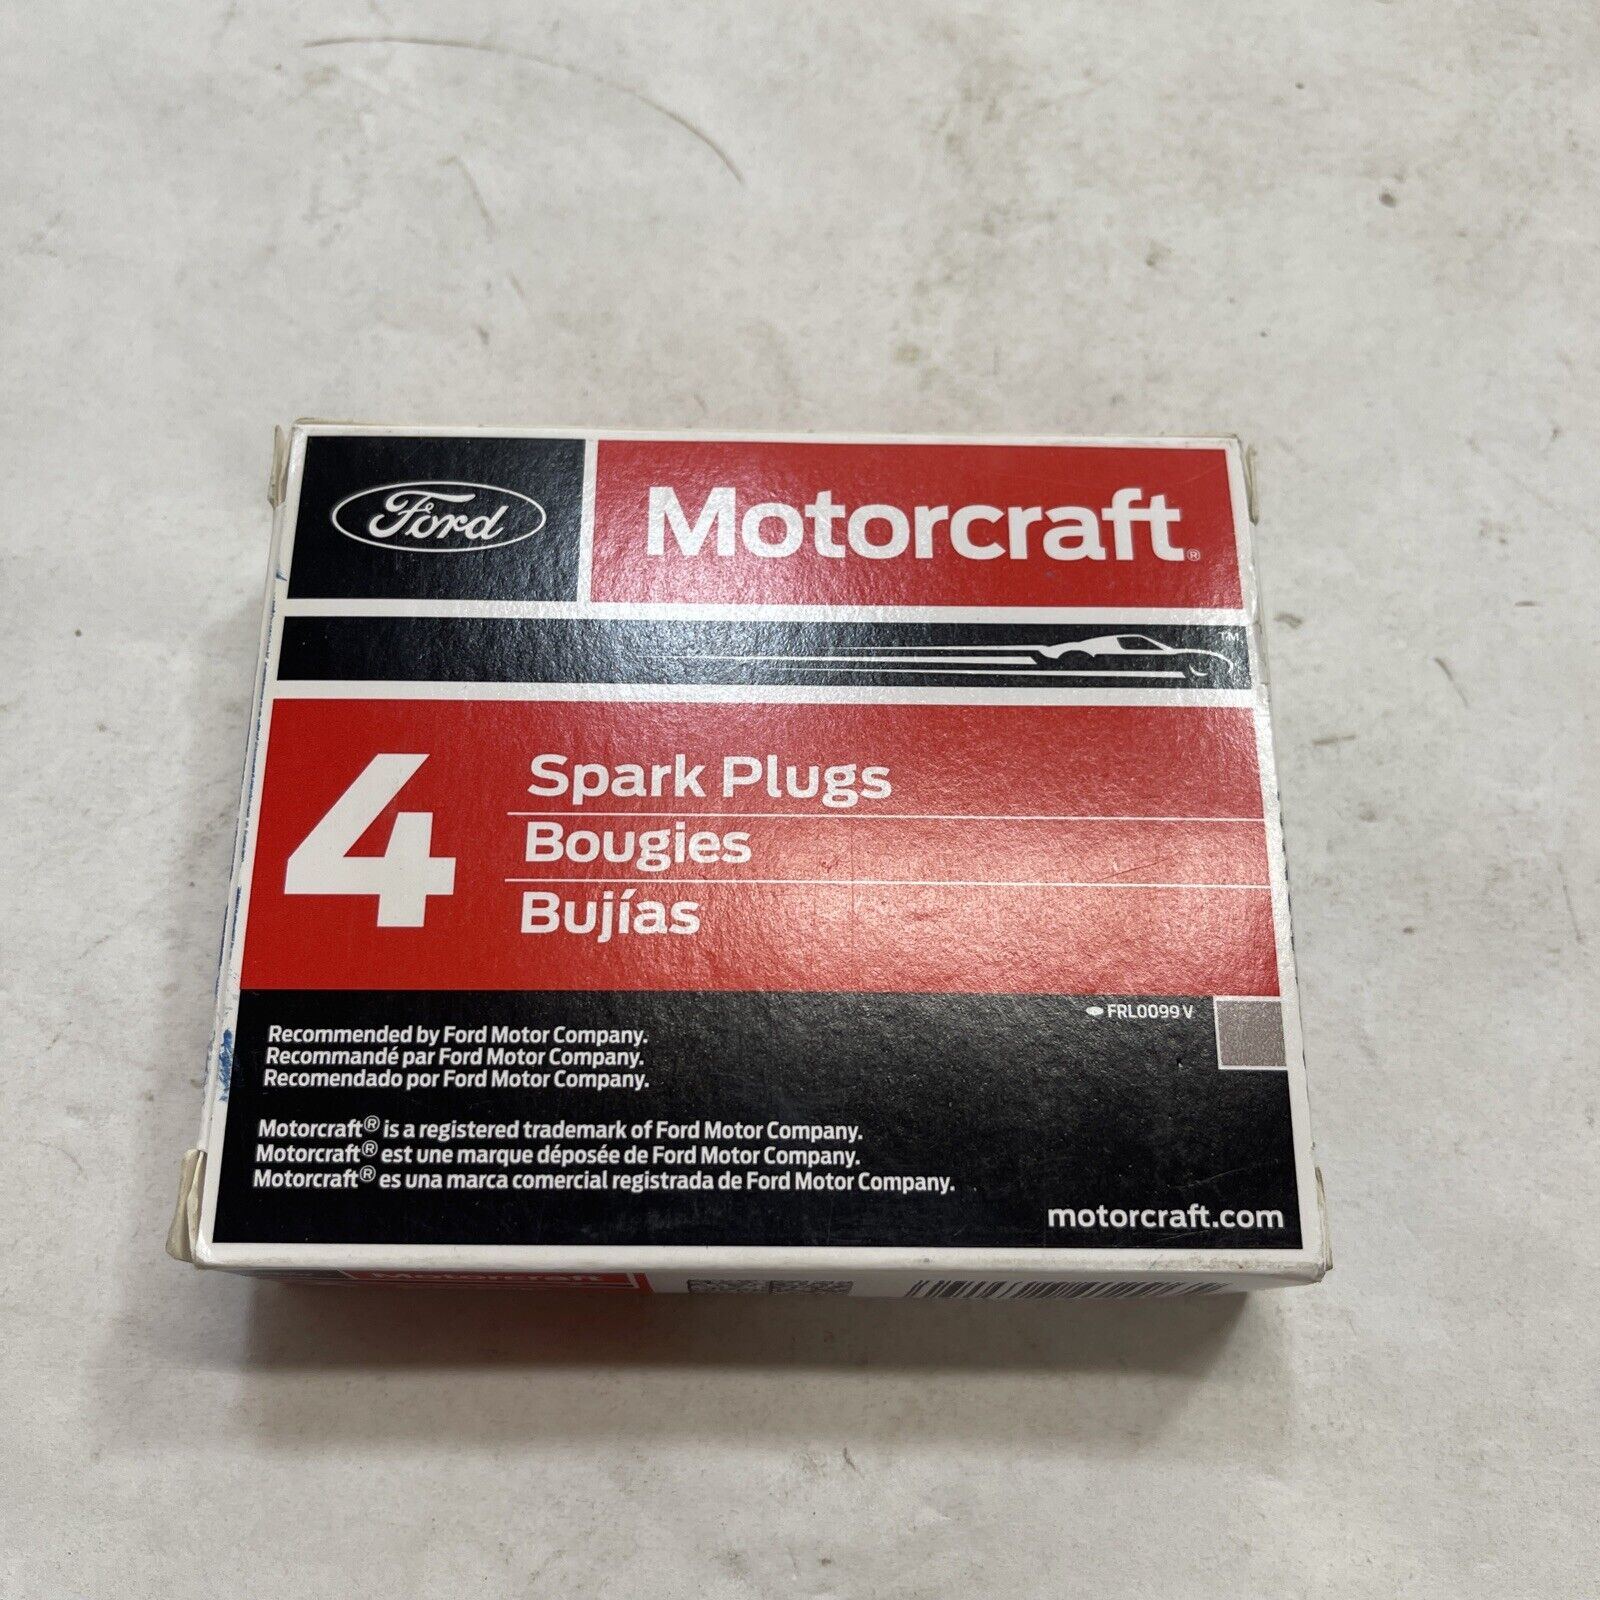 Ford
Motorcraft®
™
4
Spark Plugs
Bougies
Bujías
FRL0099 V
Recommended by Ford Motor Company.
Recommandé par Ford Motor Company.
Recomendado por Ford Motor Company.
Motorcraft® is a registered trademark of Ford Motor Company.
Motorcraft® est une marque déposée de Ford Motor Company.
Motorcraft® es una marca comercial registrada de Ford Motor Company.
motorcraft.com
Motorcraft